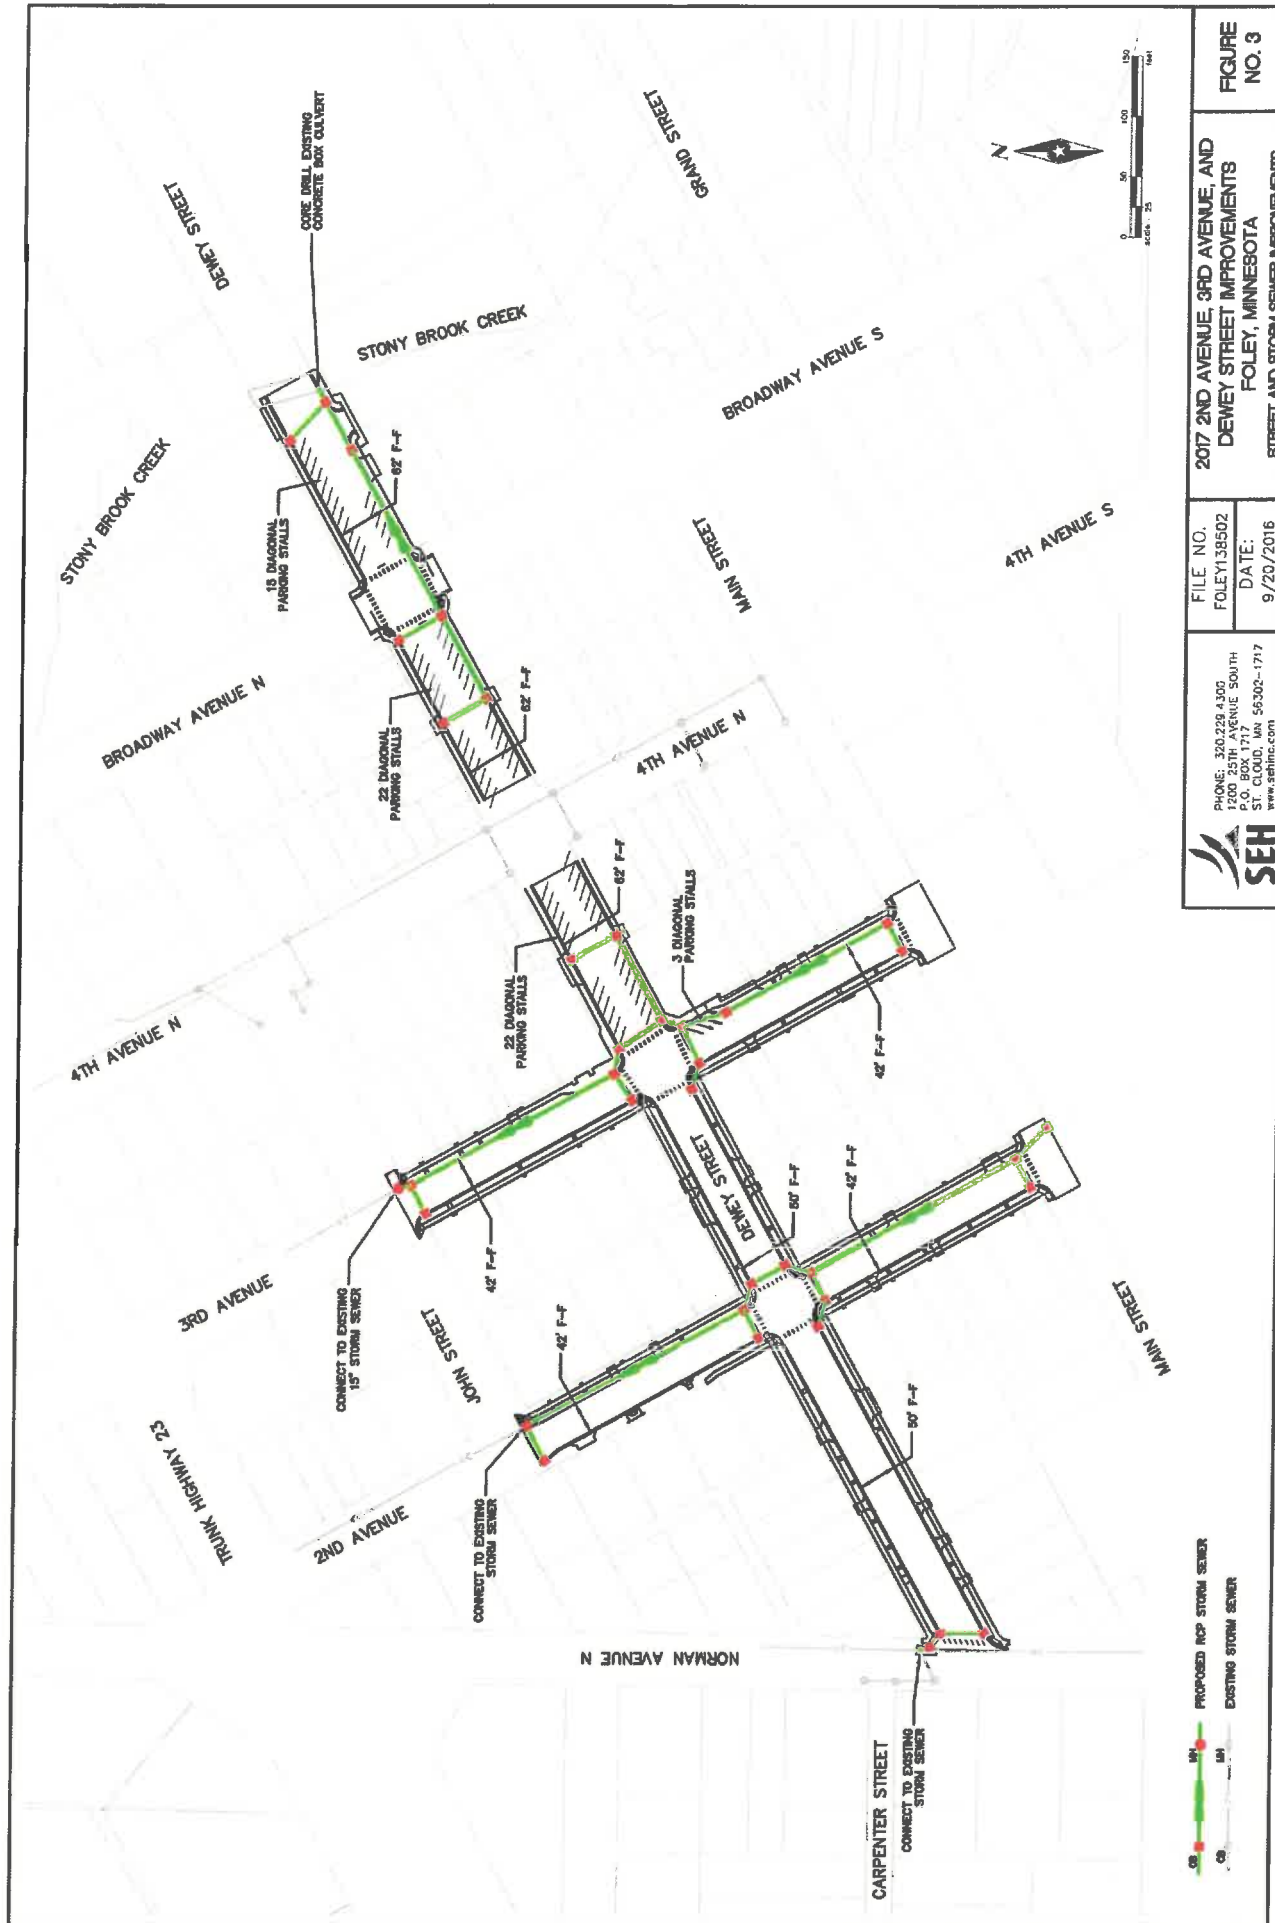 DEWEY STREET
CORE DRILL EXISTING
CONCRETE BOX CULVERT
GRAND STREET
STONY BROOK CREEK
STONY BROOK CREEK
BROADWAY AVENUE S
DIAGONAL
PARKING STALLS
62' F-F
BROADWAY AVENUE N
22 DIAGONAL
PARKING STALLS
62' F-F
MAIN STREET
4TH AVENUE S
4TH AVENUE N
4TH AVENUE N
22 DIAGONAL
PARKING STALLS
62' F-F
3 DIAGONAL
PARKING STALLS
42' F-F
3RD AVENUE
CONNECT TO EXISTING
15" STORM SEWER
42' F-F
JOHN STREET
DEWEY STREET
50' F-F
42' F-F
MAIN STREET
TRUNK HIGHWAY 23
2ND AVENUE
CONNECT TO EXISTING
STORM SEWER
42' F-F
50' F-F
NORMAN AVENUE N
CARPENTER STREET
CONNECT TO EXISTING
STORM SEWER
N
0 50 100 150
scale 25 feet
CB MH PROPOSED RCP STORM SEWER
CB MH EXISTING STORM SEWER
SEH
PHONE: 320.229.4300
1200 25TH AVENUE SOUTH
P.O. BOX 1717
ST. CLOUD, MN 56302-1717
www.sehinc.com
FILE NO.
FOLEY138502
DATE:
9/20/2016
2017 2ND AVENUE, 3RD AVENUE, AND
DEWEY STREET IMPROVEMENTS
FOLEY, MINNESOTA
STREET AND STORM SEWER IMPROVEMENTS
FIGURE
NO. 3